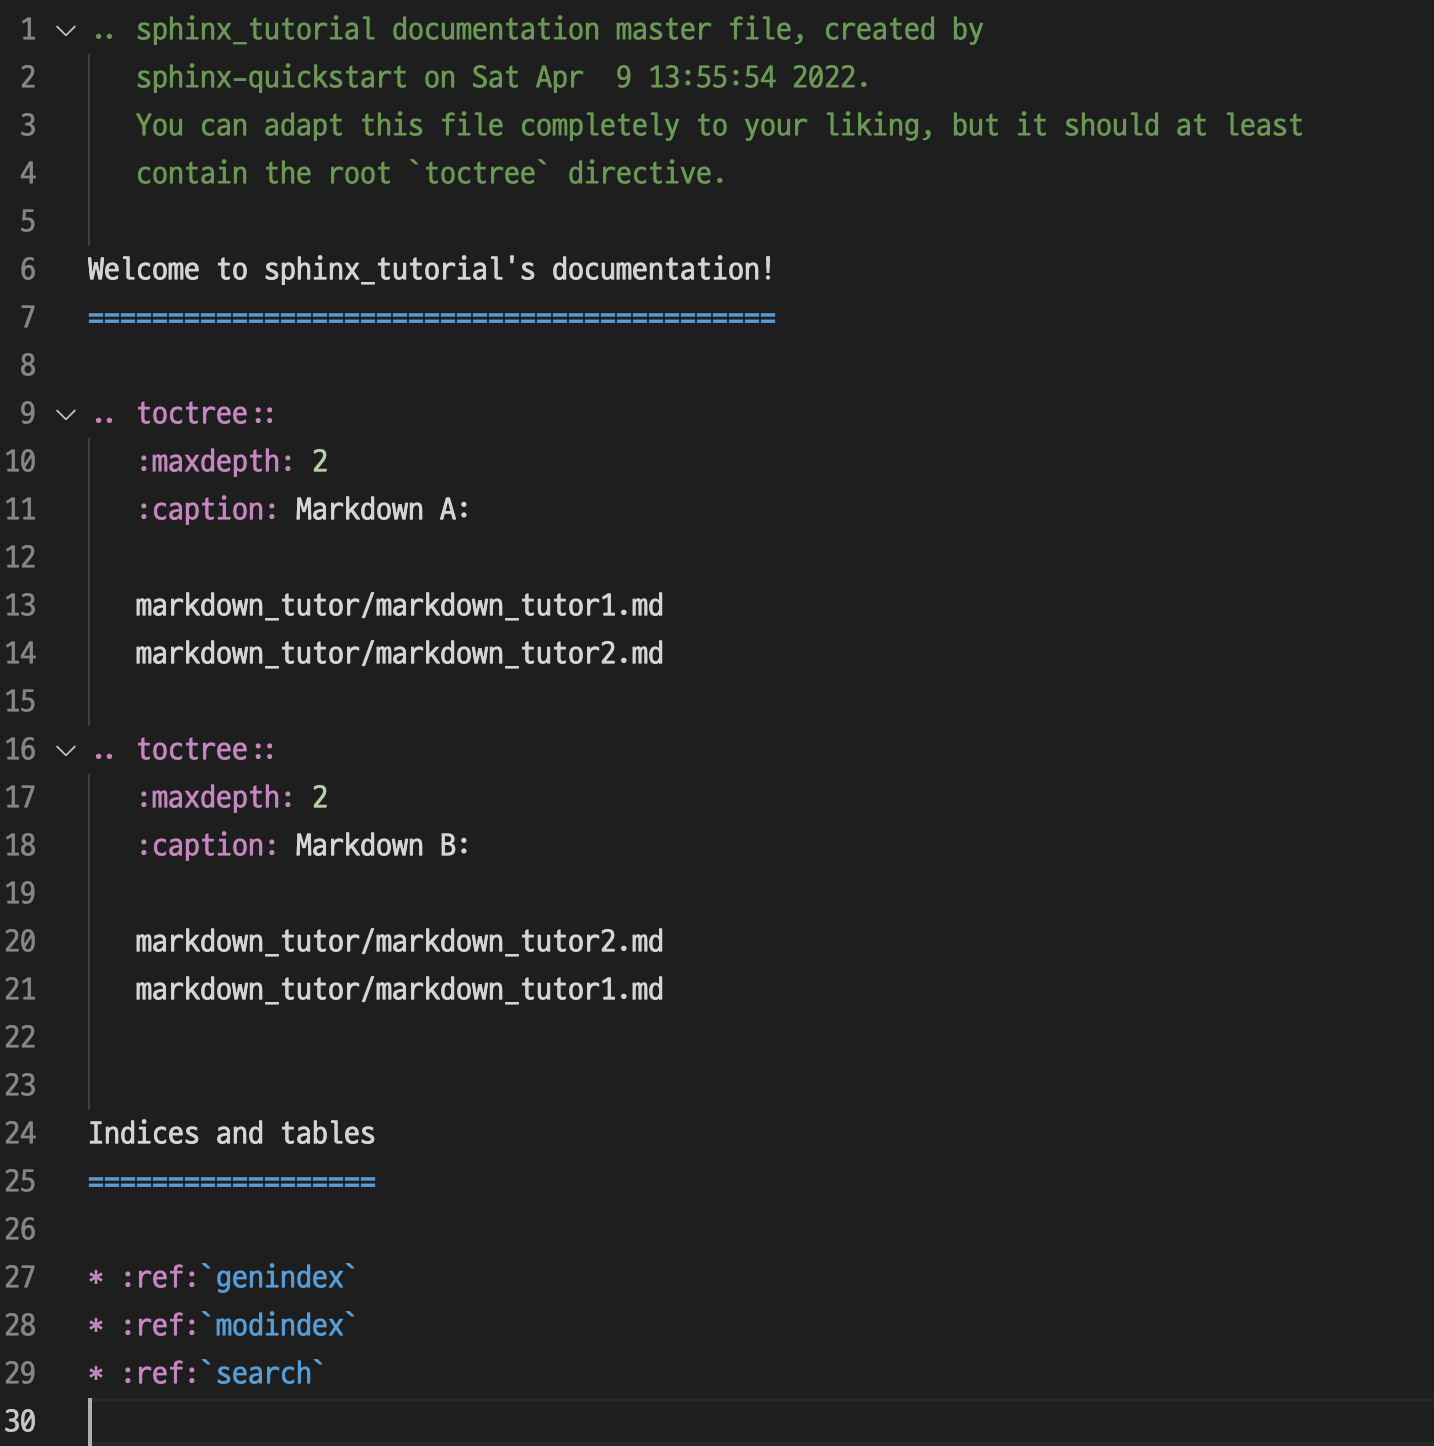 1 .. sphinx_tutorial documentation master file, created by
2 sphinx-quickstart on Sat Apr  9 13:55:54 2022.
3 You can adapt this file completely to your liking, but it should at least
4 contain the root `toctree` directive.
5
6 Welcome to sphinx_tutorial's documentation!
7 ===========================================
8
9 .. toctree::
10 :maxdepth: 2
11 :caption: Markdown A:
12
13 markdown_tutor/markdown_tutor1.md
14 markdown_tutor/markdown_tutor2.md
15
16 .. toctree::
17 :maxdepth: 2
18 :caption: Markdown B:
19
20 markdown_tutor/markdown_tutor2.md
21 markdown_tutor/markdown_tutor1.md
22
23
24 Indices and tables
25 ==================
26
27 * :ref:`genindex`
28 * :ref:`modindex`
29 * :ref:`search`
30